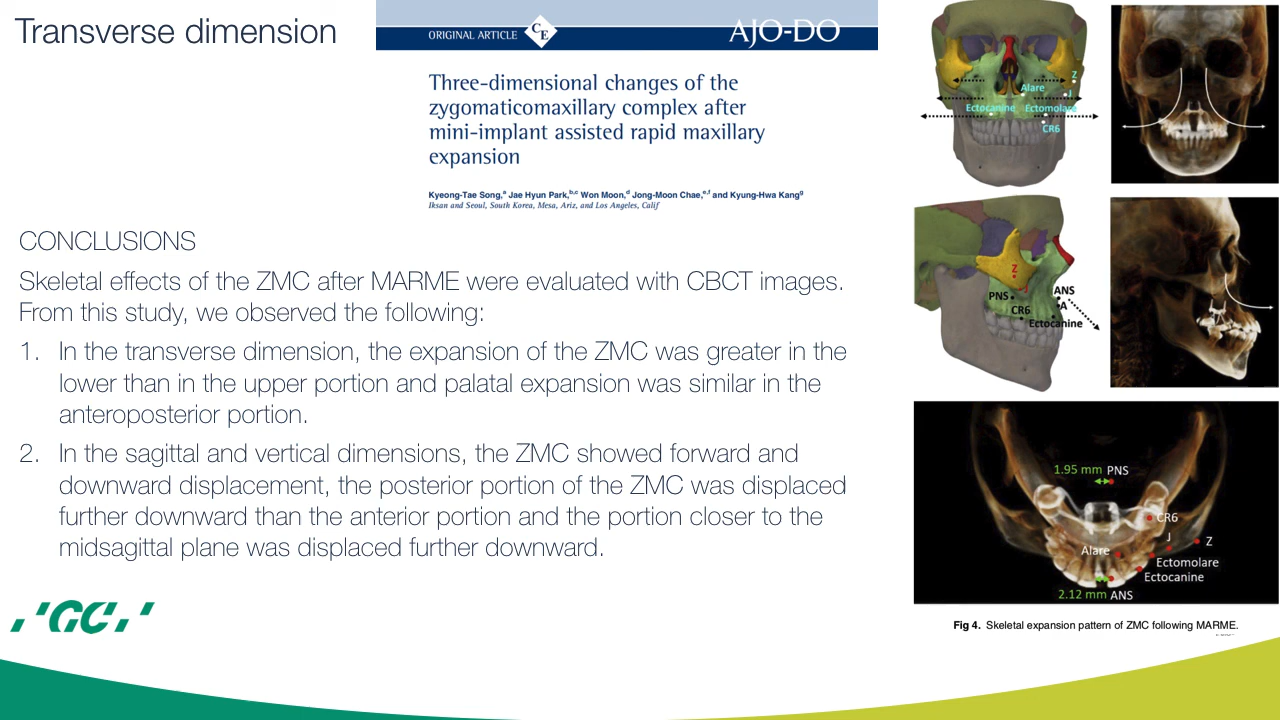 Transverse dimension
ORIGINAL ARTICLE
CE
AJO-DO
Three-dimensional changes of the
zygomaticomaxillary complex after
mini-implant assisted rapid maxillary
expansion
Kyeong-Tae Song,a Jae Hyun Park,b,c Won Moon,d Jong-Moon Chae,e,f and Kyung-Hwa Kangg
Iksan and Seoul, South Korea, Mesa, Ariz, and Los Angeles, Calif
CONCLUSIONS
Skeletal effects of the ZMC after MARME were evaluated with CBCT images.
From this study, we observed the following:
1. In the transverse dimension, the expansion of the ZMC was greater in the
lower than in the upper portion and palatal expansion was similar in the
anteroposterior portion.
2. In the sagittal and vertical dimensions, the ZMC showed forward and
downward displacement, the posterior portion of the ZMC was displaced
further downward than the anterior portion and the portion closer to the
midsagittal plane was displaced further downward.
GC
Z
Alare
J
Ectocanine
Ectomolare
CR6
Z
PNS
ANS
A
CR6
Ectocanine
1.95 mm PNS
CR6
J
Z
Alare
Ectomolare
Ectocanine
2.12 mm ANS
Fig 4. Skeletal expansion pattern of ZMC following MARME.